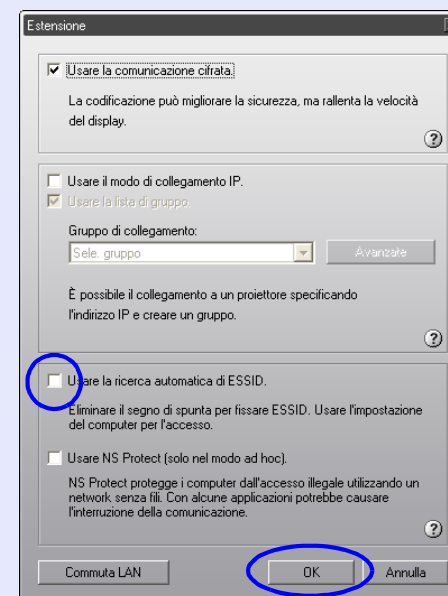 Estensione
Usare la comunicazione cifrata.
La codificazione può migliorare la sicurezza, ma rallenta la velocità
del display.
?
Usare il modo di collegamento IP.
Usare la lista di gruppo.
Gruppo di collegamento:
Sele. gruppo
Avanzate
È possibile il collegamento a un proiettore specificando
l'indirizzo IP e creare un gruppo.
?
Usare la ricerca automatica di ESSID.
Eliminare il segno di spunta per fissare ESSID. Usare l'impostazione
del computer per l'accesso.
Usare NS Protect (solo nel modo ad hoc).
NS Protect protegge i computer dall'accesso illegale utilizzando un
network senza fili. Con alcune applicazioni potrebbe causare
l'interruzione della comunicazione.
?
Commuta LAN
OK
Annulla